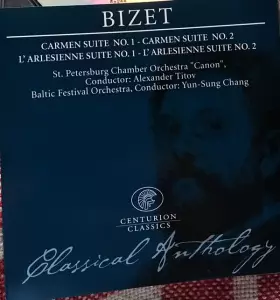 BIZET
CARMEN SUITE NO. 1 - CARMEN SUITE NO. 2
L'ARLESIENNE SUITE NO. 1 - L'ARLESIENNE SUITE NO. 2
St. Petersburg Chamber Orchestra "Canon",
Conductor: Alexander Titov
Baltic Festival Orchestra, Conductor: Yun-Sung Chang
CENTURION
CLASSICS
Classical Anthology